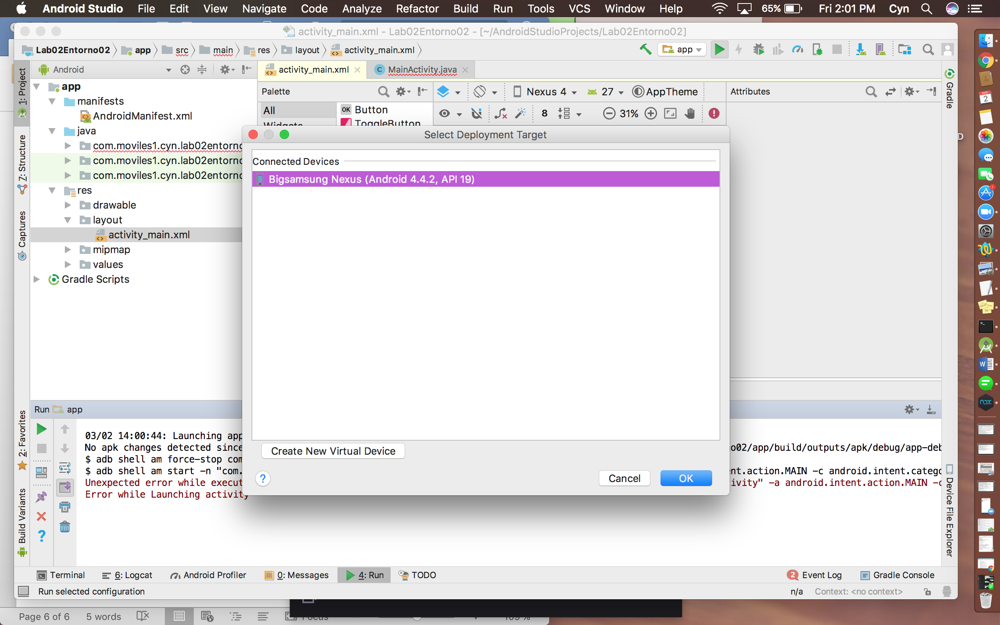 Android Studio File Edit View Navigate Code Analyze Refactor Build Run Tools VCS Window Help 65% Fri 2:01 PM Cyn
activity_main.xml - Lab02Entorno02 - [~/AndroidStudioProjects/Lab02Entorno02]
Lab02Entorno02 app src main res layout activity_main.xml app
Android activity_main.xml MainActivity.java
1: Project
7: Structure
Captures
2: Favorites
Build Variants
app
manifests
AndroidManifest.xml
java
com.moviles1.cyn.lab02entorno
com.moviles1.cyn.lab02entorno
com.moviles1.cyn.lab02entorno
res
drawable
layout
activity_main.xml
mipmap
values
Gradle Scripts
Palette Nexus 4 27 AppTheme Attributes
All OK Button 8 31%
Widgets ToggleButton
Gradle
Device File Explorer
Select Deployment Target
Connected Devices
Bigsamsung Nexus (Android 4.4.2, API 19)
Create New Virtual Device
? Cancel OK
Run app
03/02 14:00:44: Launching app
No apk changes detected since o02/app/build/outputs/apk/debug/app-deb
$ adb shell am force-stop com
$ adb shell am start -n "com. nt.action.MAIN -c android.intent.catego
Unexpected error while execut ivity" -a android.intent.action.MAIN -c
Error while Launching activity
Terminal 6: Logcat Android Profiler 0: Messages 4: Run TODO 2 Event Log Gradle Console
Run selected configuration n/a Context: <no context>
Page 6 of 6 5 words Focus 109%
MAR
2
1
W
nox
D